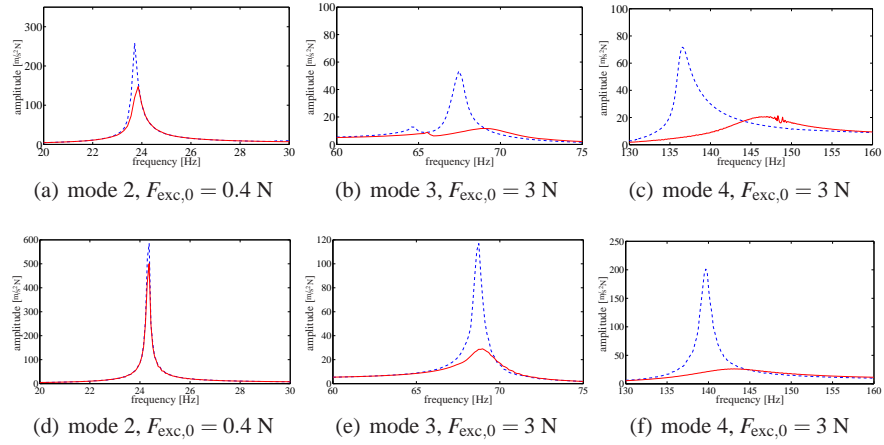 300
200
100
0
20 22 24 26 28 30
amplitude [m/s²N]
frequency [Hz]
(a) mode 2, Fexc,0 = 0.4 N
100
80
60
40
20
0
60 65 70 75
amplitude [m/s²N]
frequency [Hz]
(b) mode 3, Fexc,0 = 3 N
100
80
60
40
20
0
130 135 140 145 150 155 160
amplitude [m/s²N]
frequency [Hz]
(c) mode 4, Fexc,0 = 3 N
600
500
400
300
200
100
0
20 22 24 26 28 30
amplitude [m/s²N]
frequency [Hz]
(d) mode 2, Fexc,0 = 0.4 N
120
100
80
60
40
20
0
60 65 70 75
amplitude [m/s²N]
frequency [Hz]
(e) mode 3, Fexc,0 = 3 N
250
200
150
100
50
0
130 135 140 145 150 155 160
amplitude [m/s²N]
frequency [Hz]
(f) mode 4, Fexc,0 = 3 N